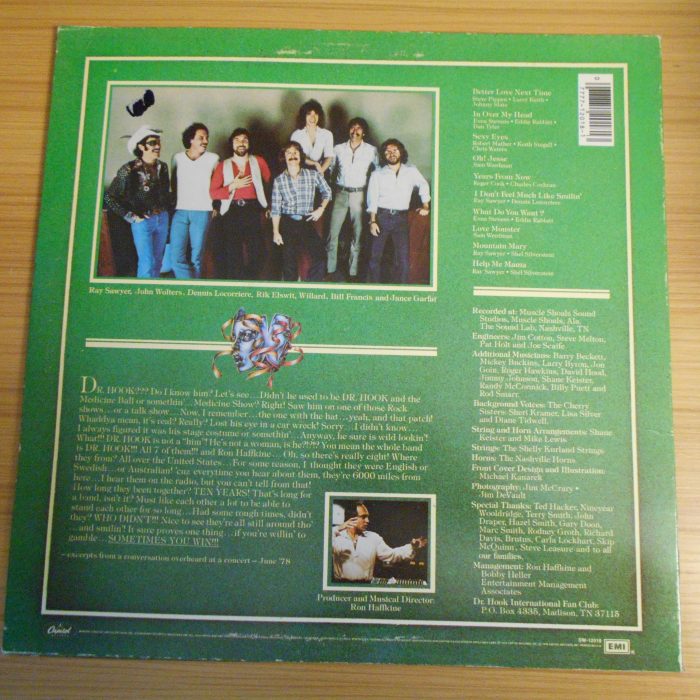 Ray Sawyer, John Wolters, Dennis Locorriere, Rik Elswit, Willard, Bill Francis and Jance Garfat
DR. HOOK??? Do I know him? Let's see...Didn't he used to be DR. HOOK and the
Medicine Ball or somethin'...Medicine Show? Right! Saw him on one of those Rock
shows...or a talk show....Now, I remember...the one with the hat...yeah, and that patch!
Whaddya mean, it's real? Really? Lost his eye in a car wreck! Sorry...I didn't know...
I always figured it was his stage costume or somethin'...Anyway, he sure is wild lookin'!
What!!! DR. HOOK is not a "him"! He's not a woman, is he???? You mean the whole band
is DR. HOOK!!! All 7 of them!!! and Ron Haffkine... Oh, so there's really eight! Where
they from? All over the United States...For some reason, I thought they were English or
Swedish...or Australian! 'cuz everytime you hear about them, they're 6000 miles from
here...I hear them on the radio, but you can't tell from that!
How long they been together? TEN YEARS! That's long for
a band, isn't it? Must like each other a lot to be able to
stand each other for so long...Had some rough times, didn't
they? WHO DIDN'T!! Nice to see they're all still around tho'
...and smilin'! It sure proves one thing...if you're willin' to
gamble...SOMETIMES YOU WIN!!!
—excerpts from a conversation overheard at a concert — June '78
Producer and Musical Director:
Ron Haffkine
Better Love Next Time
Steve Pippin • Larry Keith •
Johnny Slate
In Over My Head
Even Stevens • Eddie Rabbitt •
Dan Tyler
Sexy Eyes
Robert Mather • Keith Stegall •
Chris Waters
Oh! Jesse
Sam Weedman
Years From Now
Roger Cook • Charles Cochran
I Don't Feel Much Like Smilin'
Ray Sawyer • Dennis Locorriere
What Do You Want?
Even Stevens • Eddie Rabbitt
Love Monster
Sam Weedman
Mountain Mary
Ray Sawyer • Shel Silverstein
Help Me Mama
Ray Sawyer • Shel Silverstein
Recorded at: Muscle Shoals Sound
Studios, Muscle Shoals, Ala.
The Sound Lab, Nashville, TN
Engineers: Jim Cotton, Steve Melton,
Pat Holt and Joe Scaife
Additional Musicians: Barry Beckett,
Mickey Buckins, Larry Byrom, Jon
Goin, Roger Hawkins, David Hood,
Jimmy Johnson, Shane Keister,
Randy McCormick, Billy Puett and
Rod Smarr.
Background Voices: The Cherry
Sisters: Sheri Kramer, Lisa Silver
and Diane Tidwell.
String and Horn Arrangements: Shane
Keister and Mike Lewis.
Strings: The Shelly Kurland Strings
Horns: The Nashville Horns
Front Cover Design and Illustration:
Michael Kanarek
Photography: Jim McCrary •
Jim DeVault
Special Thanks: Ted Hacker, Nineyear
Wooldridge, Terry Smith, John
Draper, Hazel Smith, Gary Doan,
Marc Smith, Rodney Groth, Richard
Davis, Brutus, Carla Lockhart, Skip
McQuinn, Steve Leasure and to all
our families.
Management: Ron Haffkine and
Bobby Heller
Entertainment Management
Associates
Dr. Hook International Fan Club:
P.O. Box 4335, Madison, TN 37115
Capitol
SW-12018
EMI